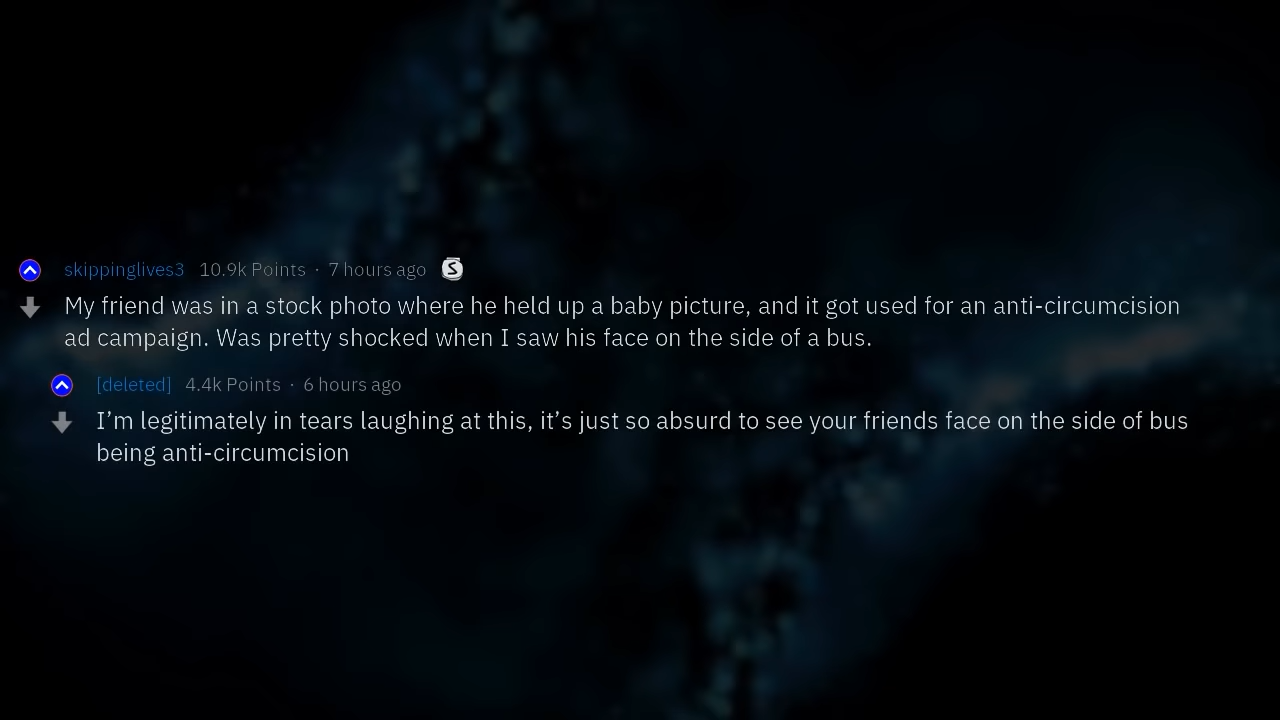 skippinglives3 10.9k Points · 7 hours ago S
My friend was in a stock photo where he held up a baby picture, and it got used for an anti-circumcision
ad campaign. Was pretty shocked when I saw his face on the side of a bus.
[deleted] 4.4k Points · 6 hours ago
I’m legitimately in tears laughing at this, it’s just so absurd to see your friends face on the side of bus
being anti-circumcision